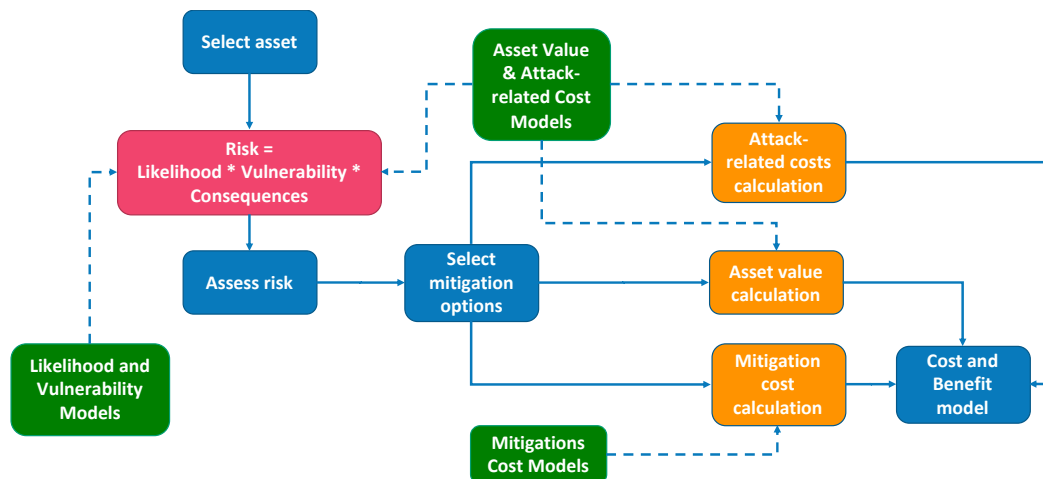 Select asset
Asset Value
& Attack-
related Cost
Models
Risk =
Likelihood * Vulnerability *
Consequences
Attack-
related costs
calculation
Assess risk
Select
mitigation
options
Asset value
calculation
Likelihood and
Vulnerability
Models
Mitigation
cost
calculation
Cost and
Benefit
model
Mitigations
Cost Models